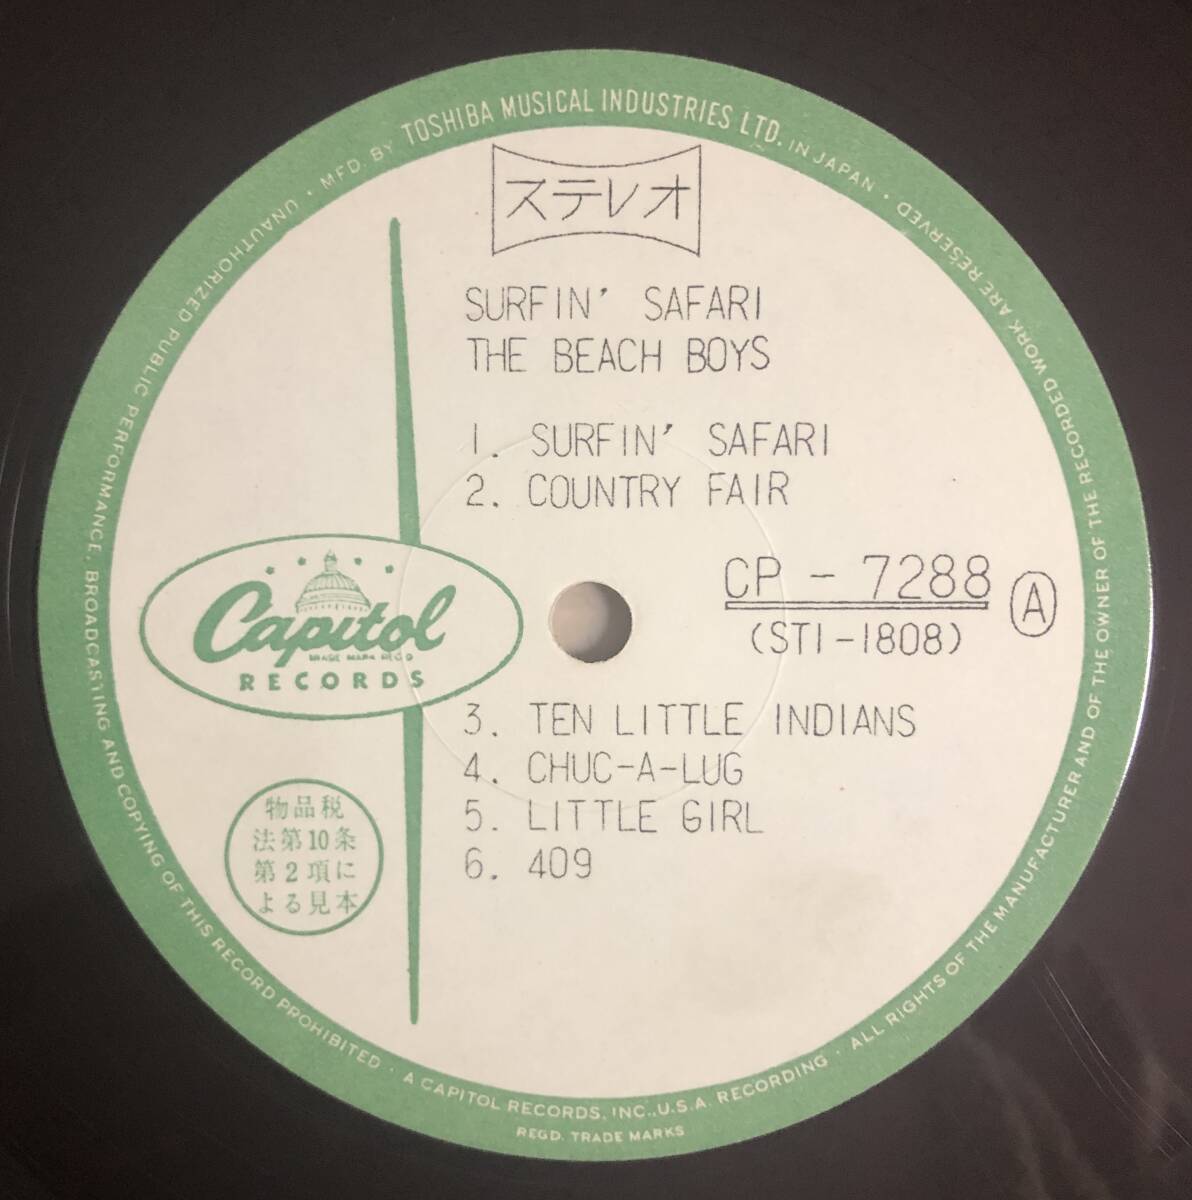 MFD. BY TOSHIBA MUSICAL INDUSTRIES LTD. IN JAPAN · ALL RIGHTS OF THE MANUFACTURER AND OF THE OWNER OF THE RECORDED WORK ARE RESERVED · UNAUTHORIZED PUBLIC PERFORMANCE, BROADCASTING AND COPYING OF THIS RECORD PROHIBITED ·
ステレオ
SURFIN' SAFARI
THE BEACH BOYS
1. SURFIN' SAFARI
2. COUNTRY FAIR
CP-7288 Ⓐ
(ST1-1808)
Capitol
TRADE MARK REG'D
RECORDS
3. TEN LITTLE INDIANS
4. CHUC-A-LUG
5. LITTLE GIRL
6. 409
物品税
法第10条
第2項に
よる見本
A CAPITOL RECORDS, INC., U.S.A. RECORDING ·
REGD. TRADE MARKS